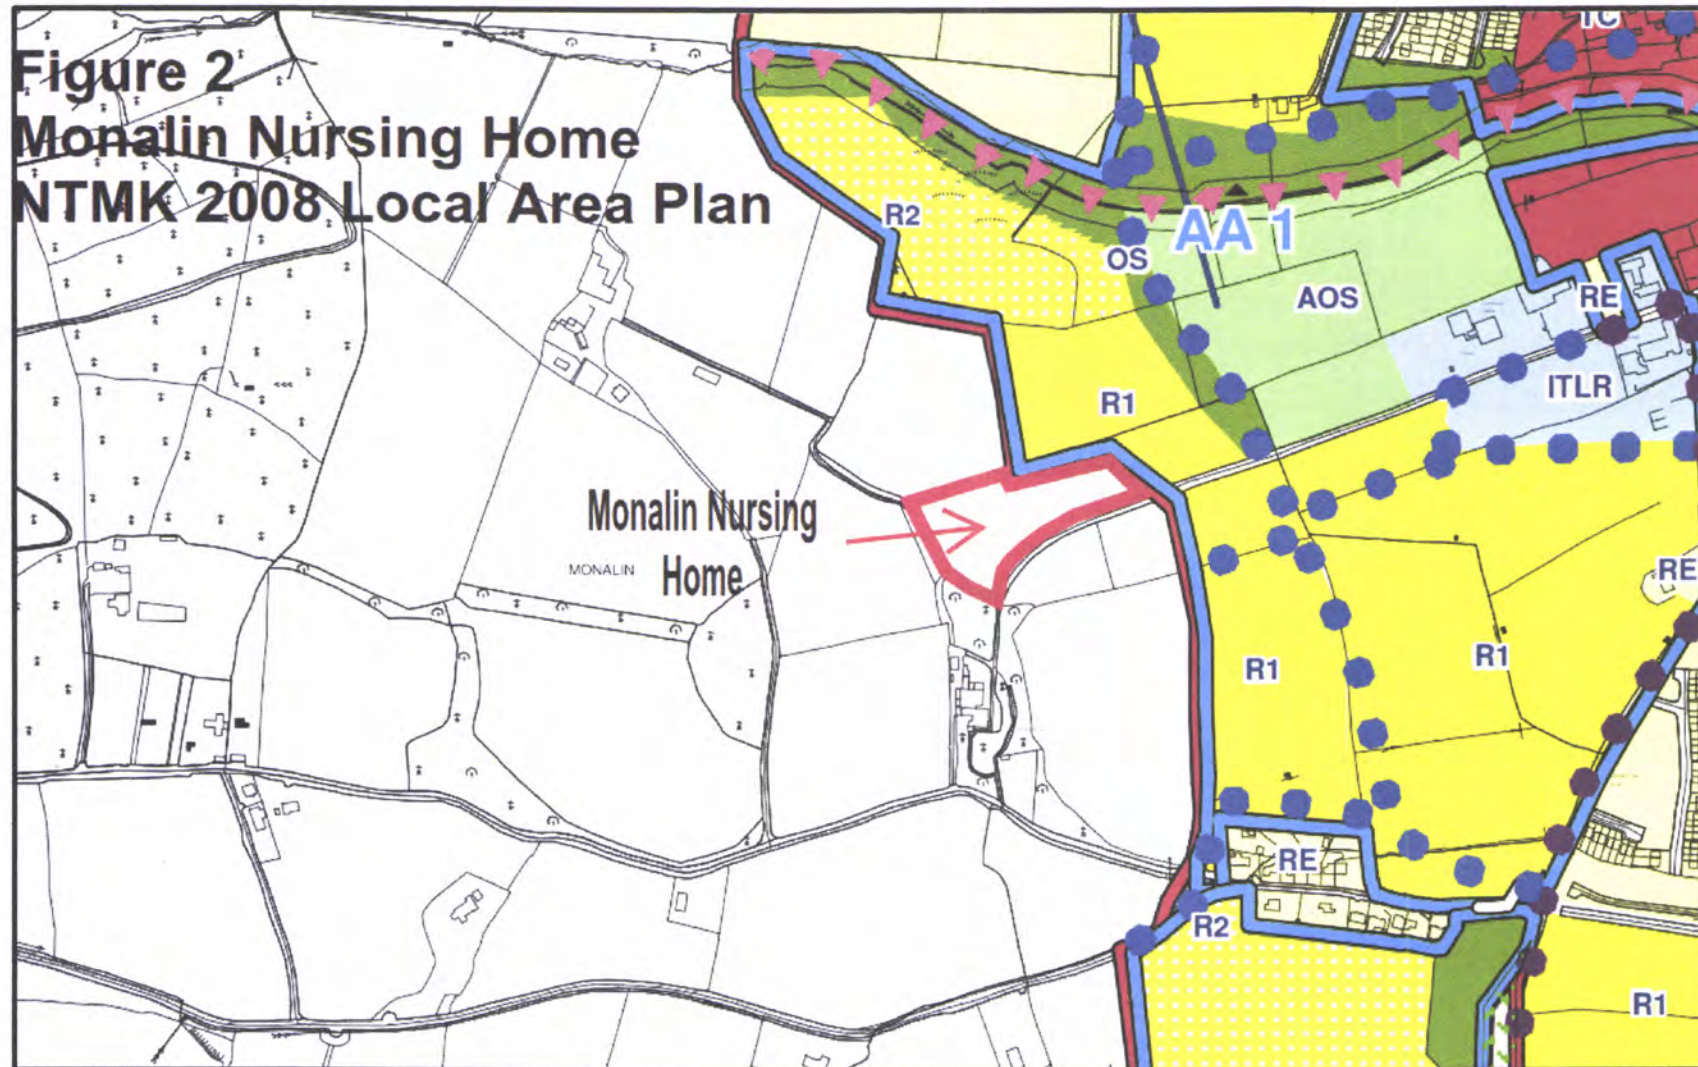 Figure 2
Monalin Nursing Home
NTMK 2008 Local Area Plan
TC
R2
OS
AA 1
AOS
RE
ITLR
E
R1
Monalin Nursing
Home
MONALIN
RE
R1
R1
RE
R2
R1